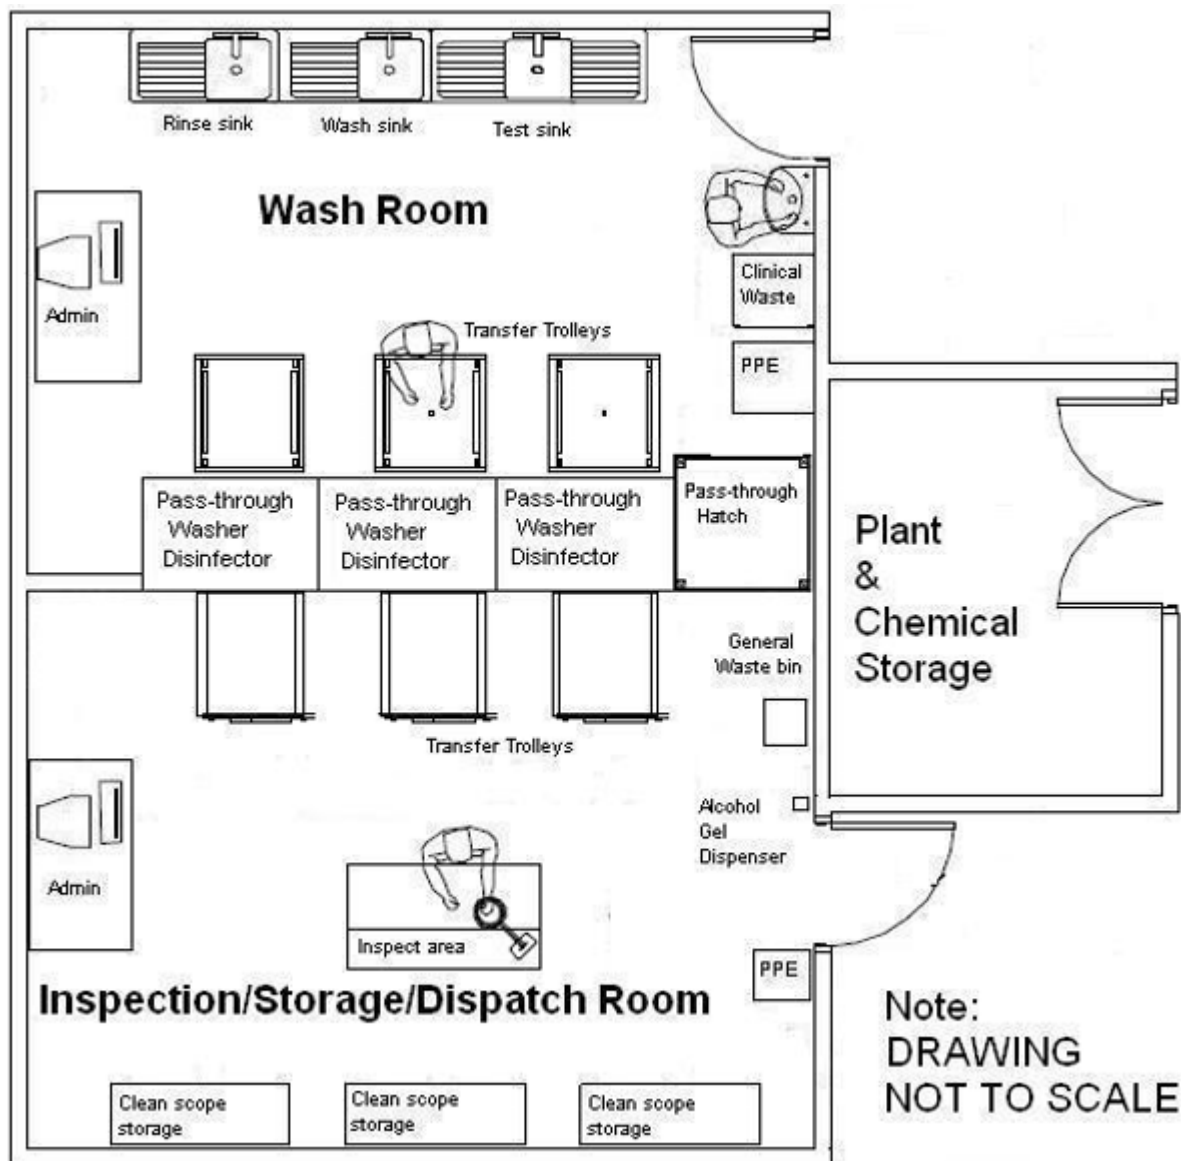 Rinse sink
Wash sink
Test sink
Wash Room
Clinical
Waste
Admin
Transfer Trolleys
PPE
Pass-through
Washer
Disinfector
Pass-through
Washer
Disinfector
Pass-through
Washer
Disinfector
Pass-through
Hatch
Plant
&
Chemical
Storage
General
Waste bin
Transfer Trolleys
Alcohol
Gel
Dispenser
Admin
Inspect area
PPE
Inspection/Storage/Dispatch Room
Note:
DRAWING
NOT TO SCALE
Clean scope
storage
Clean scope
storage
Clean scope
storage